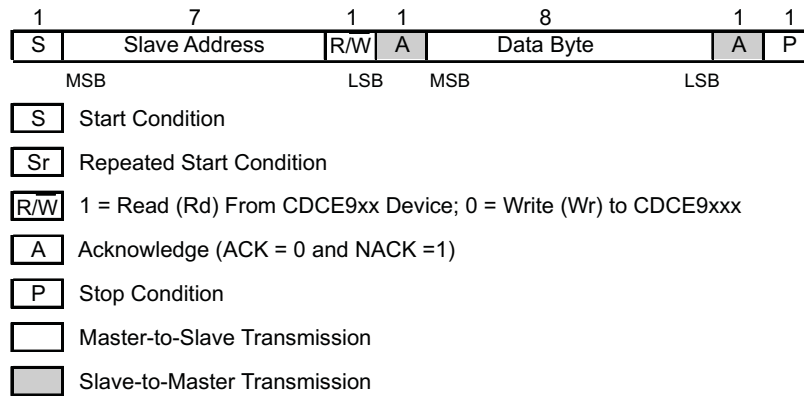 1 7 1 1 8 1 1
S Slave Address R/W A Data Byte A P
MSB LSB MSB LSB
S Start Condition
Sr Repeated Start Condition
R/W 1 = Read (Rd) From CDCE9xx Device; 0 = Write (Wr) to CDCE9xxx
A Acknowledge (ACK = 0 and NACK =1)
P Stop Condition
Master-to-Slave Transmission
Slave-to-Master Transmission